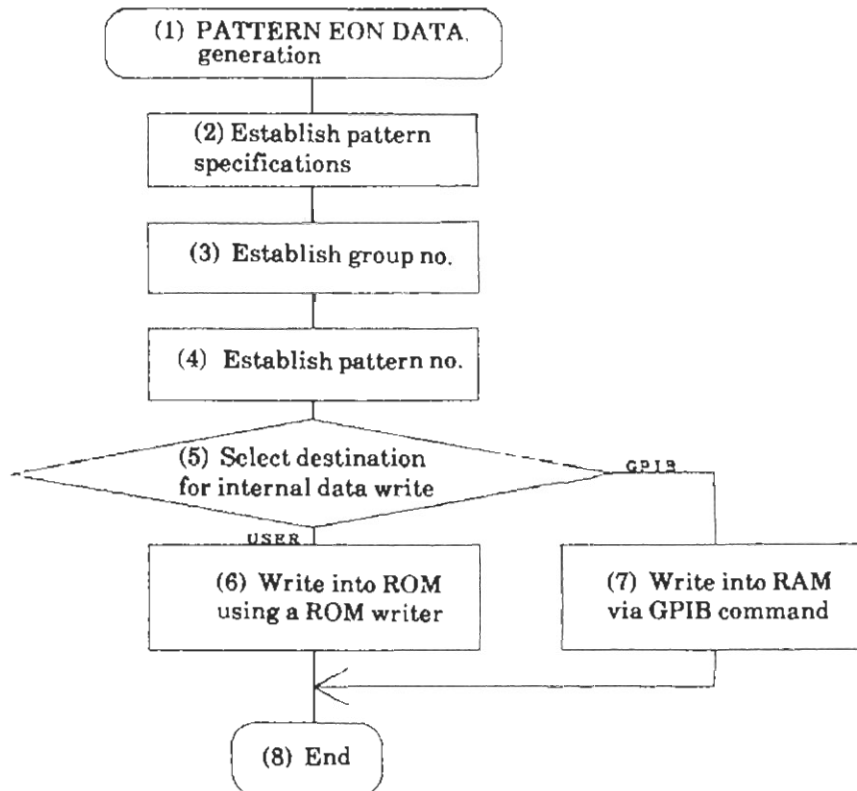 (1) PATTERN EON DATA.
generation
(2) Establish pattern
specifications
(3) Establish group no.
(4) Establish pattern no.
(5) Select destination
for internal data write
GPIB
USER
(6) Write into ROM
using a ROM writer
(7) Write into RAM
via GPIB command
(8) End